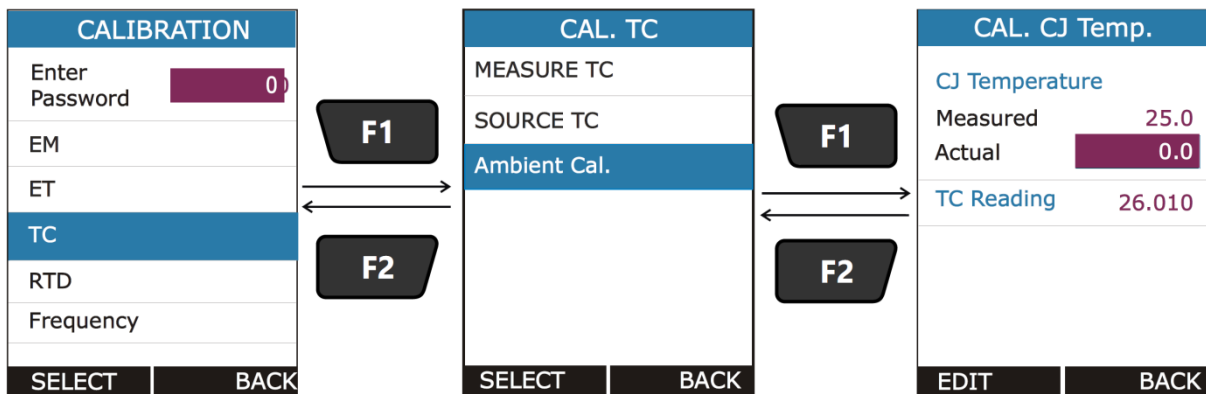 CALIBRATION
Enter
Password 0
EM
ET
TC
RTD
Frequency
SELECT BACK
F1
F2
CAL. TC
MEASURE TC
SOURCE TC
Ambient Cal.
SELECT BACK
F1
F2
CAL. CJ Temp.
CJ Temperature
Measured 25.0
Actual 0.0
TC Reading 26.010
EDIT BACK